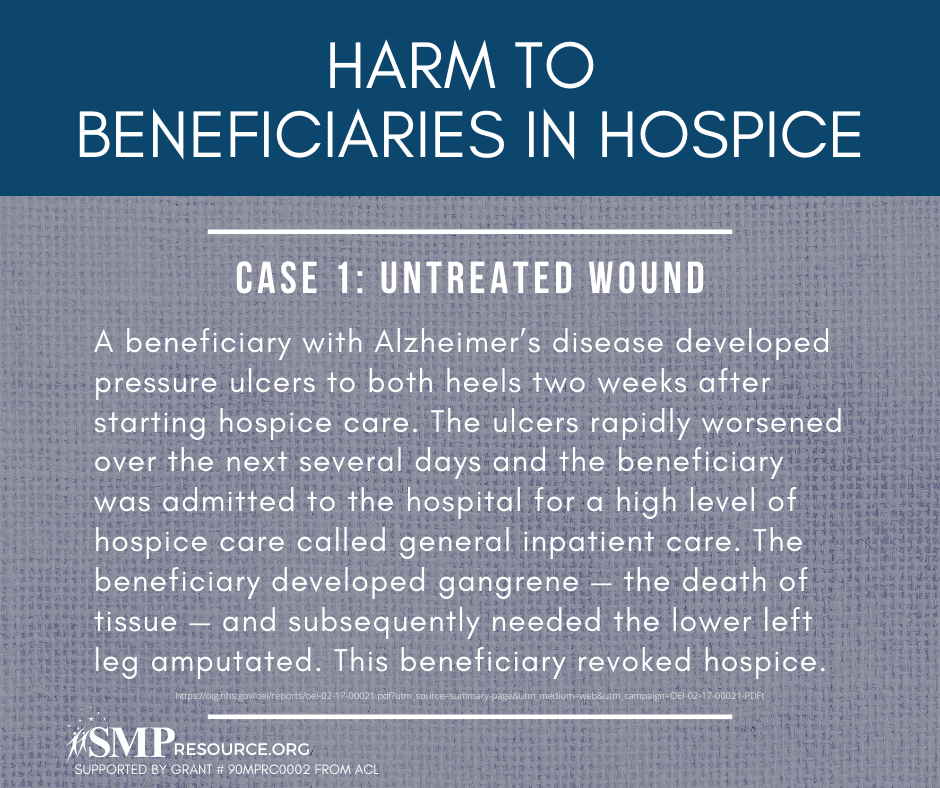 HARM TO
BENEFICIARIES IN HOSPICE
CASE 1: UNTREATED WOUND
A beneficiary with Alzheimer’s disease developed
pressure ulcers to both heels two weeks after
starting hospice care. The ulcers rapidly worsened
over the next several days and the beneficiary
was admitted to the hospital for a high level of
hospice care called general inpatient care. The
beneficiary developed gangrene — the death of
tissue — and subsequently needed the lower left
leg amputated. This beneficiary revoked hospice.
https://oig.hhs.gov/oei/reports/oei-02-17-00021.pdf?utm_source=summary-page&utm_medium=web&utm_campaign=OEI-02-17-00021-PDFt
SMPRESOURCE.ORG
SUPPORTED BY GRANT # 90MPRC0002 FROM ACL